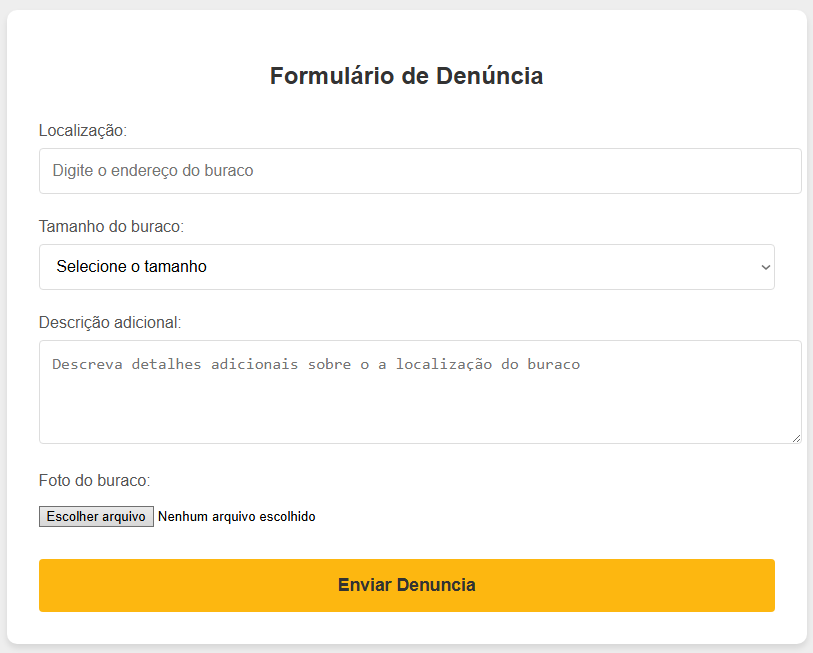 Formulário de Denúncia
Localização:
Digite o endereço do buraco
Tamanho do buraco:
Selecione o tamanho
Descrição adicional:
Descreva detalhes adicionais sobre o a localização do buraco
Foto do buraco:
Escolher arquivo Nenhum arquivo escolhido
Enviar Denuncia